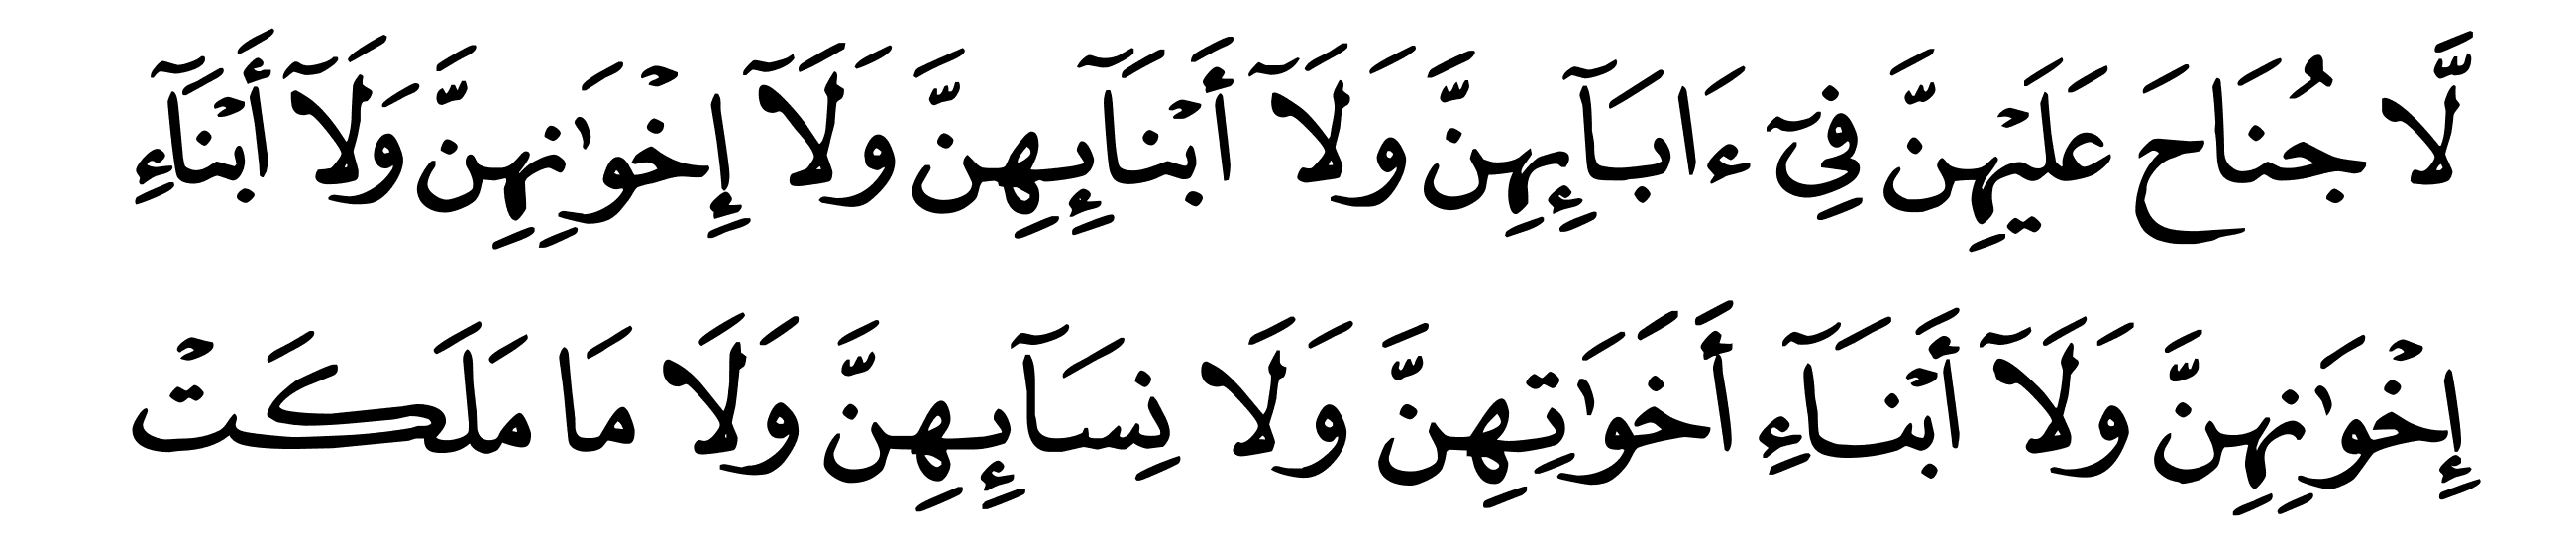 لَّا جُنَاحَ عَلَيْهِنَّ فِىٓ ءَابَآئِهِنَّ وَلَآ أَبْنَآئِهِنَّ وَلَآ إِخْوَٰنِهِنَّ وَلَآ أَبْنَآءِ
إِخْوَٰنِهِنَّ وَلَآ أَبْنَآءِ أَخَوَٰتِهِنَّ وَلَا نِسَآئِهِنَّ وَلَا مَا مَلَكَتْ